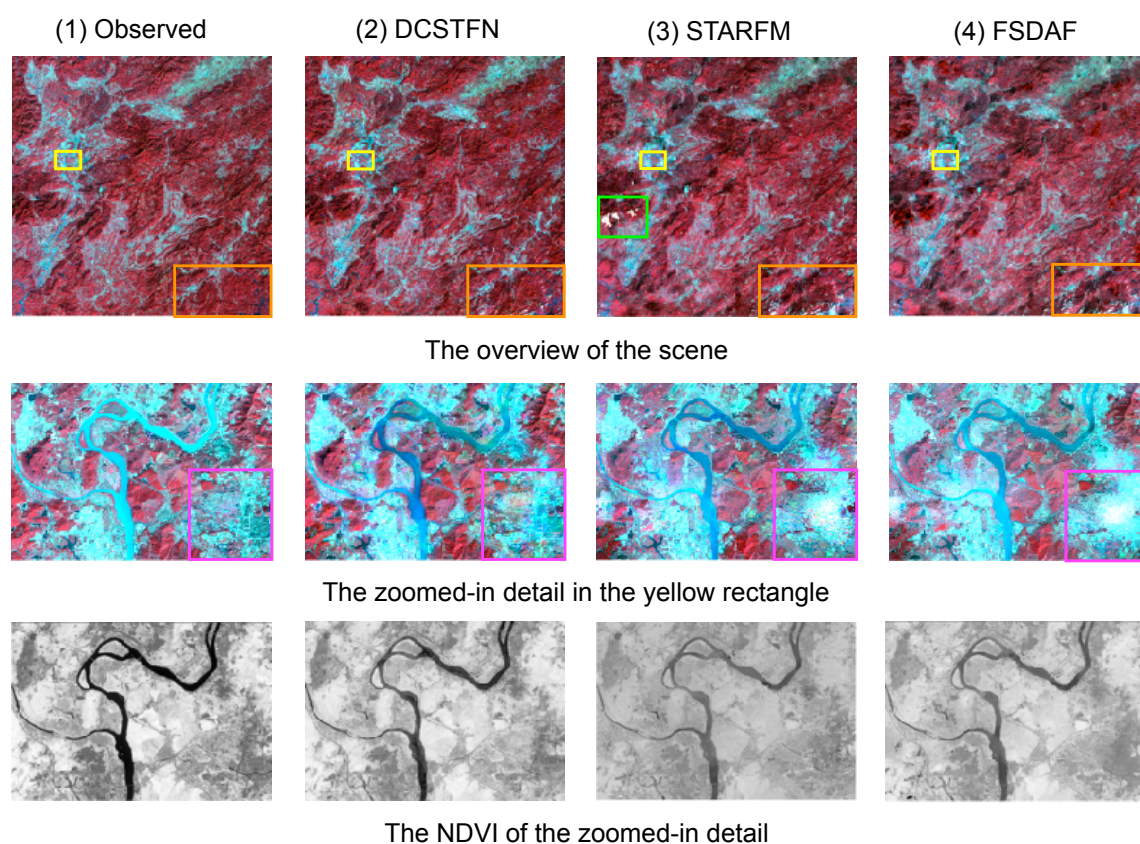 (1) Observed
(2) DCSTFN
(3) STARFM
(4) FSDAF
The overview of the scene
The zoomed-in detail in the yellow rectangle
The NDVI of the zoomed-in detail